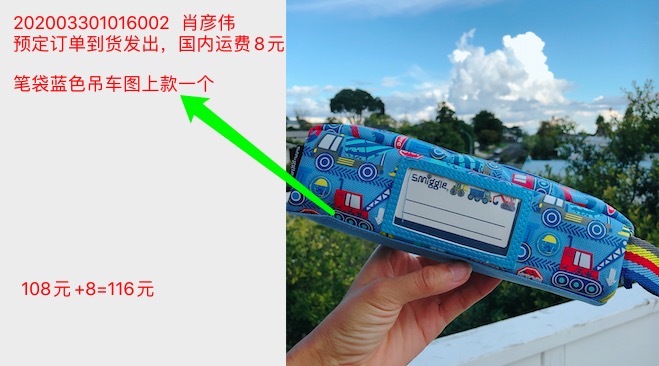 202003301016002 肖彦伟
预定订单到货发出，国内运费8元
笔袋蓝色吊车图上款一个
108元+8=116元
Smiggle